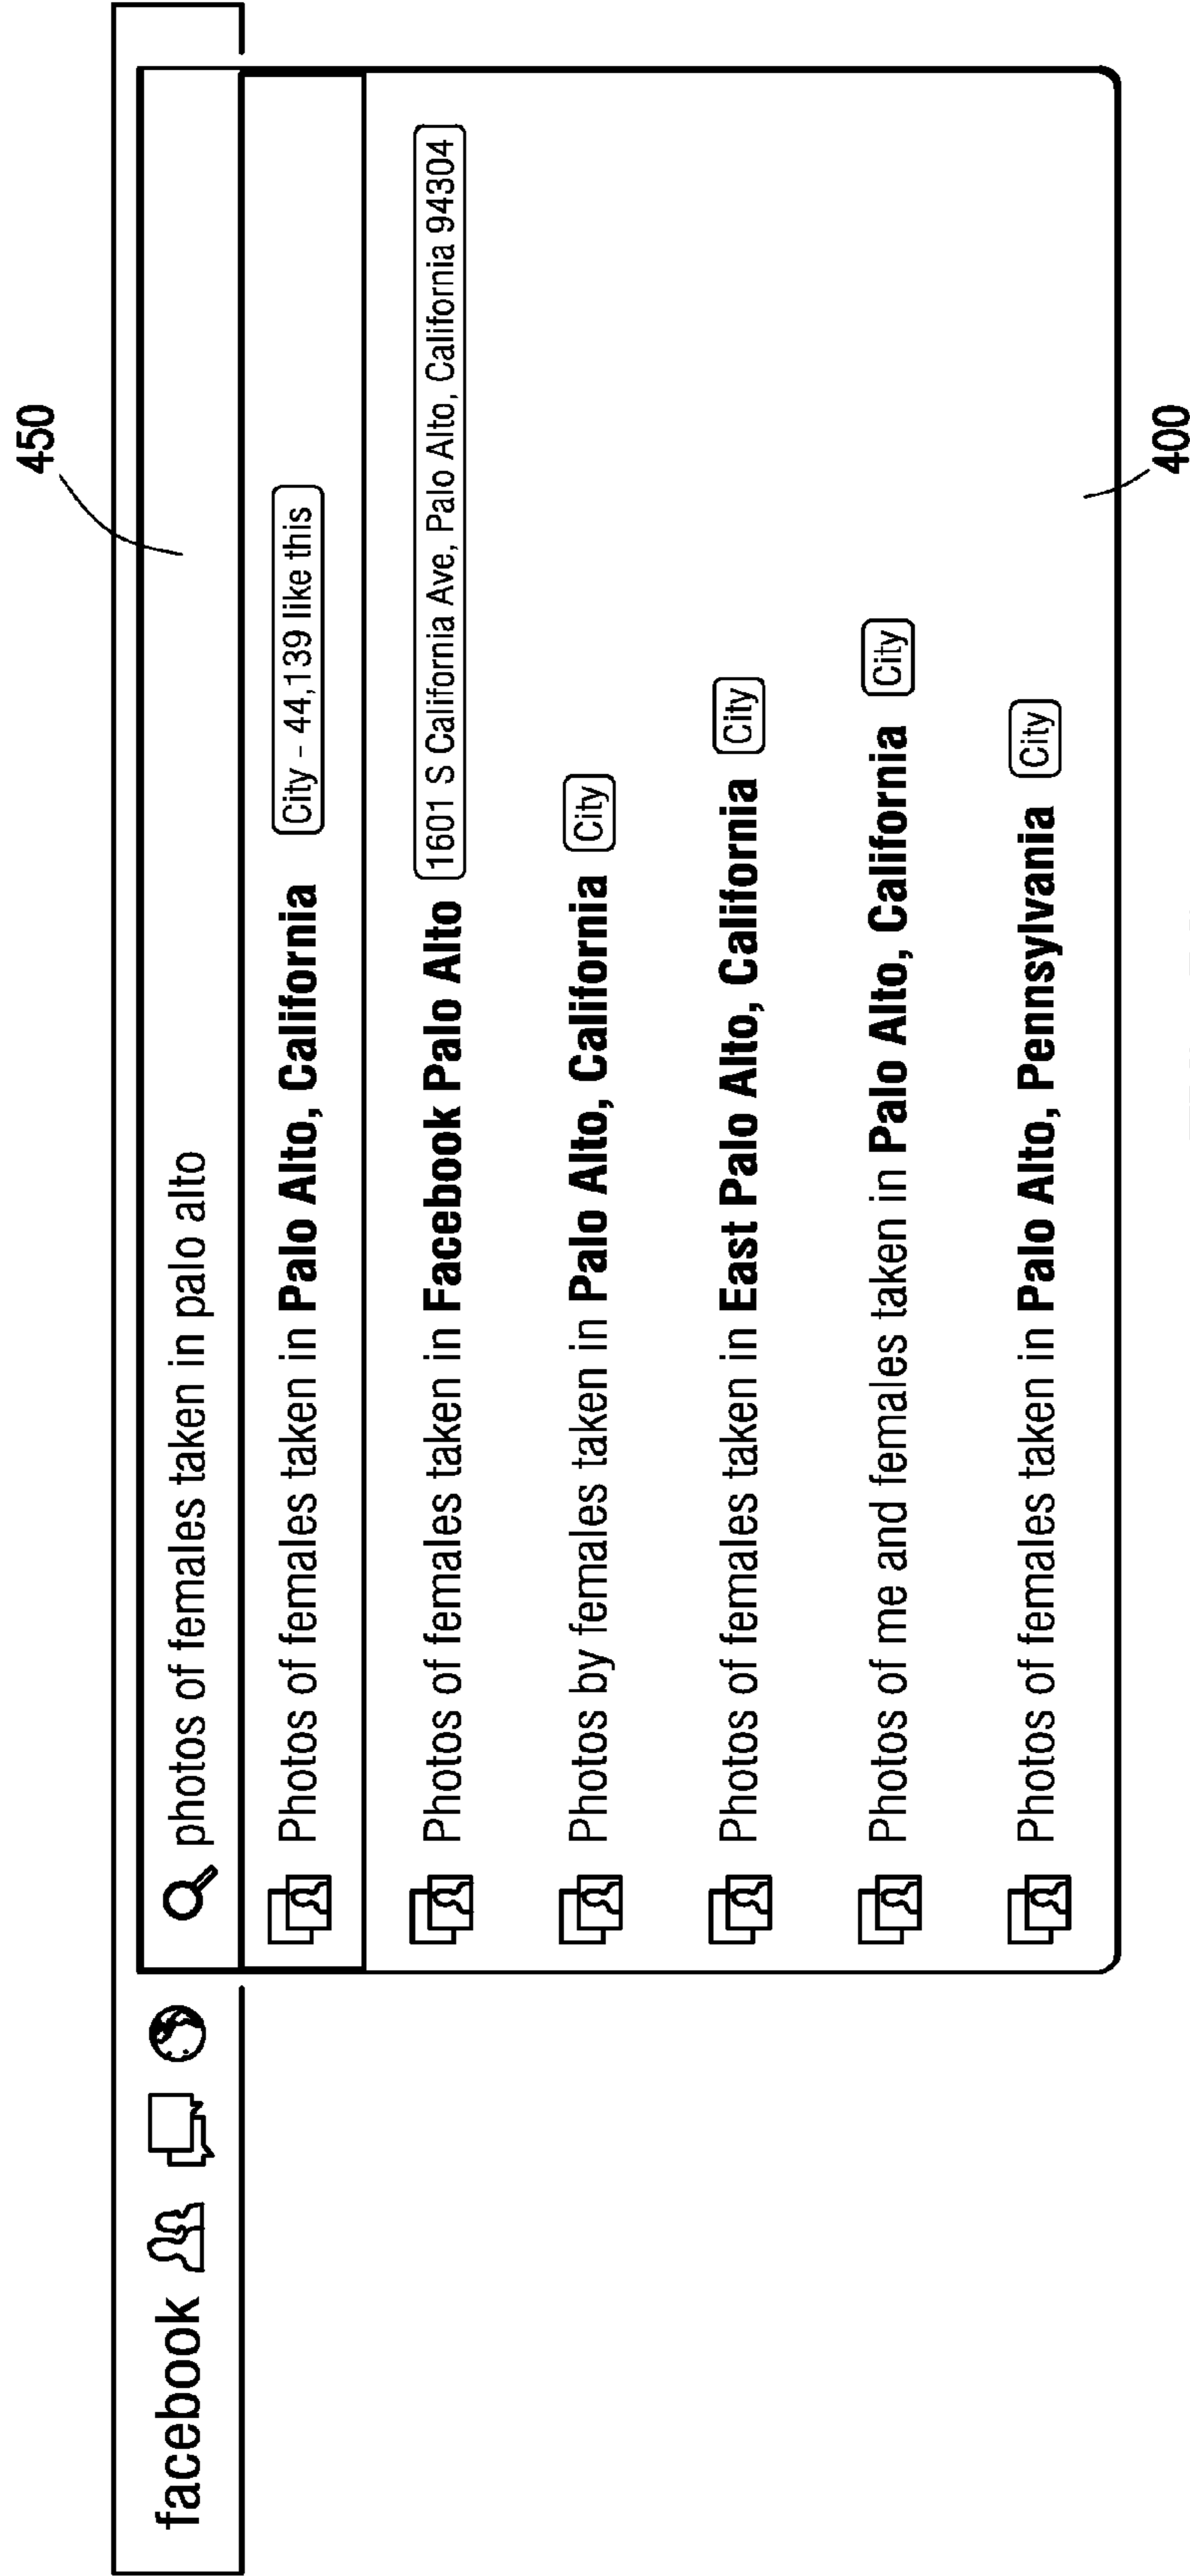 450
facebook photos of females taken in palo alto
Photos of females taken in Palo Alto, California City - 44,139 like this
Photos of females taken in Facebook Palo Alto 1601 S California Ave, Palo Alto, California 94304
Photos by females taken in Palo Alto, California City
Photos of females taken in East Palo Alto, California City
Photos of me and females taken in Palo Alto, California City
Photos of females taken in Palo Alto, Pennsylvania City
400